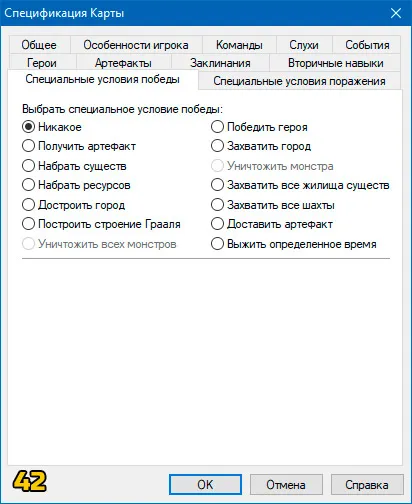 Спецификация Карты
Общее Особенности игрока Команды Слухи События
Герои Артефакты Заклинания Вторичные навыки
Специальные условия победы Специальные условия поражения
Выбрать специальное условие победы:
Никакое Победить героя
Получить артефакт Захватить город
Набрать существ Уничтожить монстра
Набрать ресурсов Захватить все жилища существ
Достроить город Захватить все шахты
Построить строение Грааля Доставить артефакт
Уничтожить всех монстров Выжить определенное время
42 OK Отмена Справка